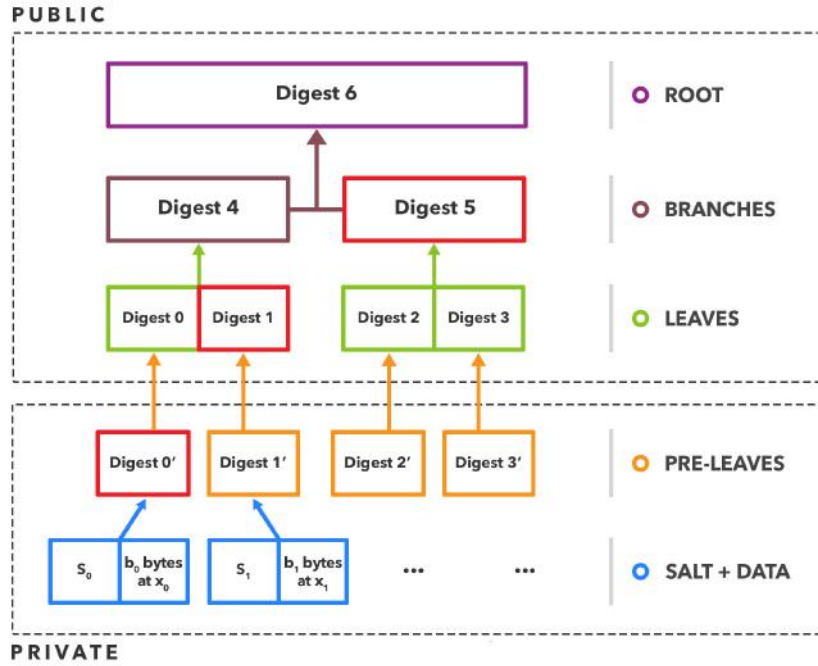 PUBLIC
Digest 6
ROOT
Digest 4
Digest 5
BRANCHES
Digest 0
Digest 1
Digest 2
Digest 3
LEAVES
Digest 0′
Digest 1′
Digest 2′
Digest 3′
PRE-LEAVES
S₀
b₀ bytes
at x₀
S₁
b₁ bytes
at x₁
...
...
SALT + DATA
PRIVATE